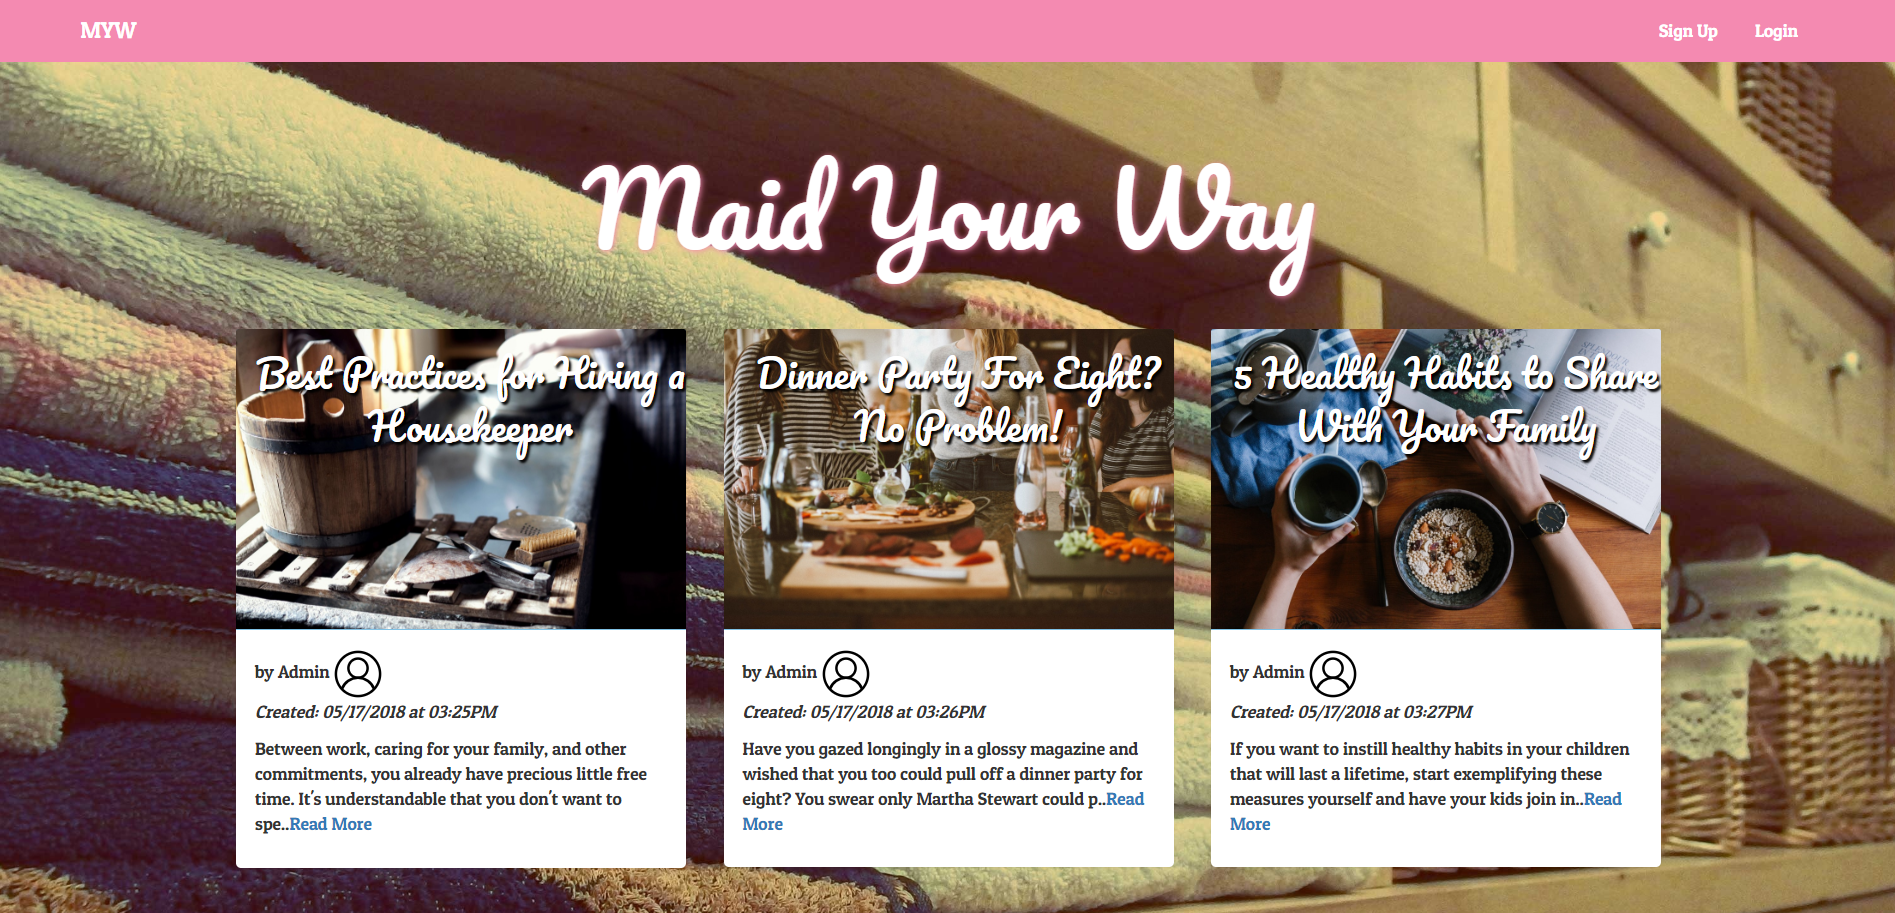 MYW
Sign Up
Login
Maid Your Way
Best Practices for Hiring a
Housekeeper
by Admin
Created: 05/17/2018 at 03:25PM
Between work, caring for your family, and other
commitments, you already have precious little free
time. It's understandable that you don't want to
spe..Read More
Dinner Party For Eight?
No Problem!
by Admin
Created: 05/17/2018 at 03:26PM
Have you gazed longingly in a glossy magazine and
wished that you too could pull off a dinner party for
eight? You swear only Martha Stewart could p..Read
More
5 Healthy Habits to Share
With Your Family
by Admin
Created: 05/17/2018 at 03:27PM
If you want to instill healthy habits in your children
that will last a lifetime, start exemplifying these
measures yourself and have your kids join in..Read
More